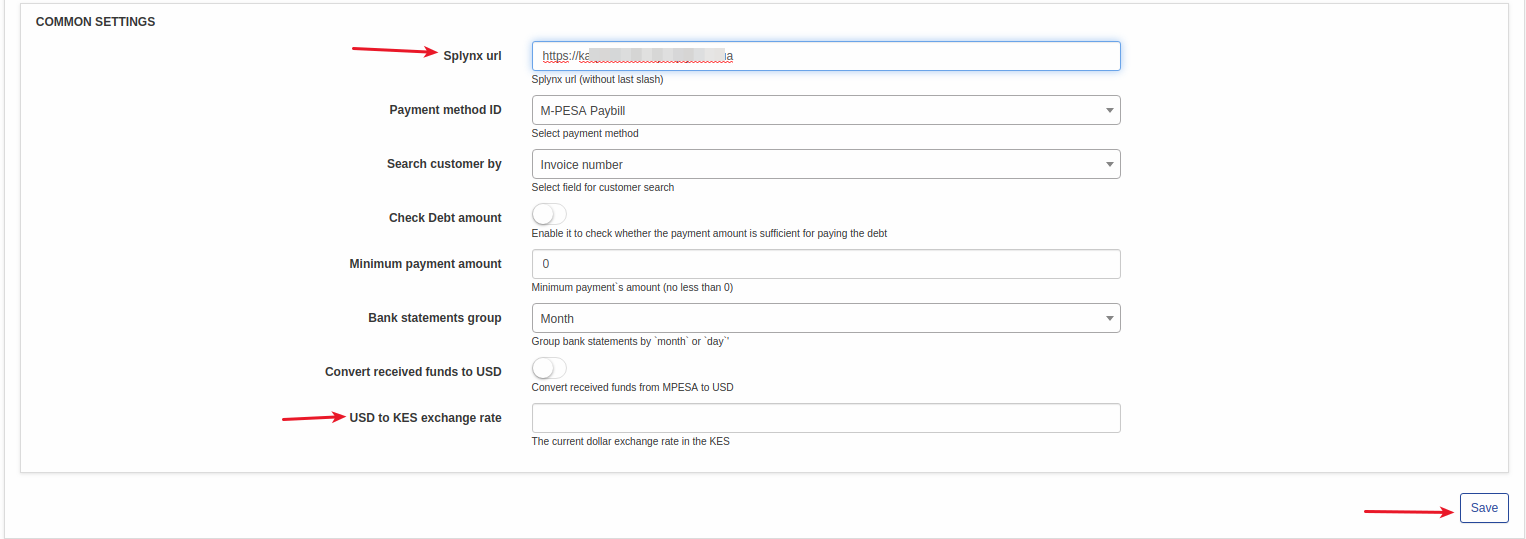 COMMON SETTINGS
Splynx url
https://ka
Splynx url (without last slash)
Payment method ID
M-PESA Paybill
Select payment method
Search customer by
Invoice number
Select field for customer search
Check Debt amount
Enable it to check whether the payment amount is sufficient for paying the debt
Minimum payment amount
0
Minimum payment`s amount (no less than 0)
Bank statements group
Month
Group bank statements by `month` or `day`'
Convert received funds to USD
Convert received funds from MPESA to USD
USD to KES exchange rate
The current dollar exchange rate in the KES
Save